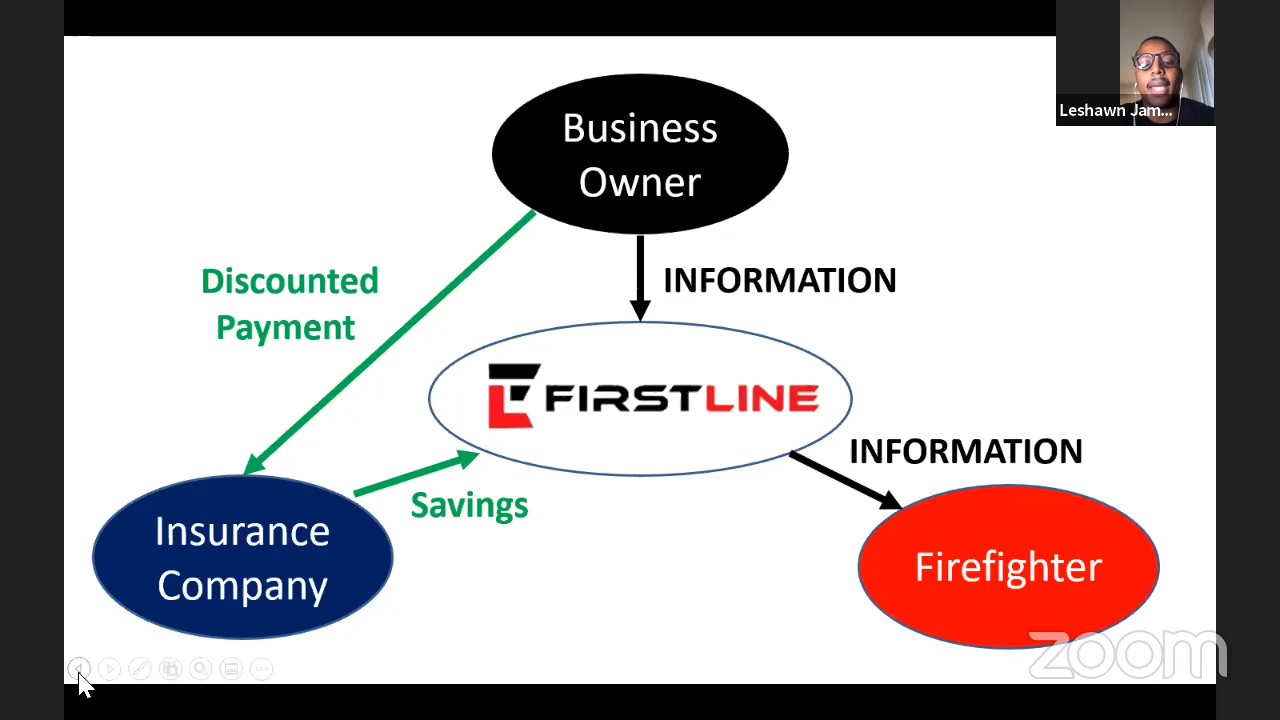 Leshawn Jam...
Business
Owner
Discounted
Payment
INFORMATION
FIRSTLINE
INFORMATION
Savings
Insurance
Company
Firefighter
zoom